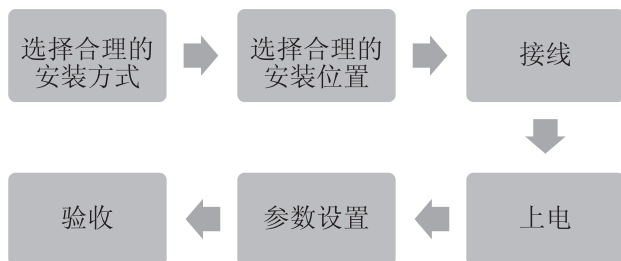 选择合理的
安装方式
选择合理的
安装位置
接线
上电
参数设置
验收